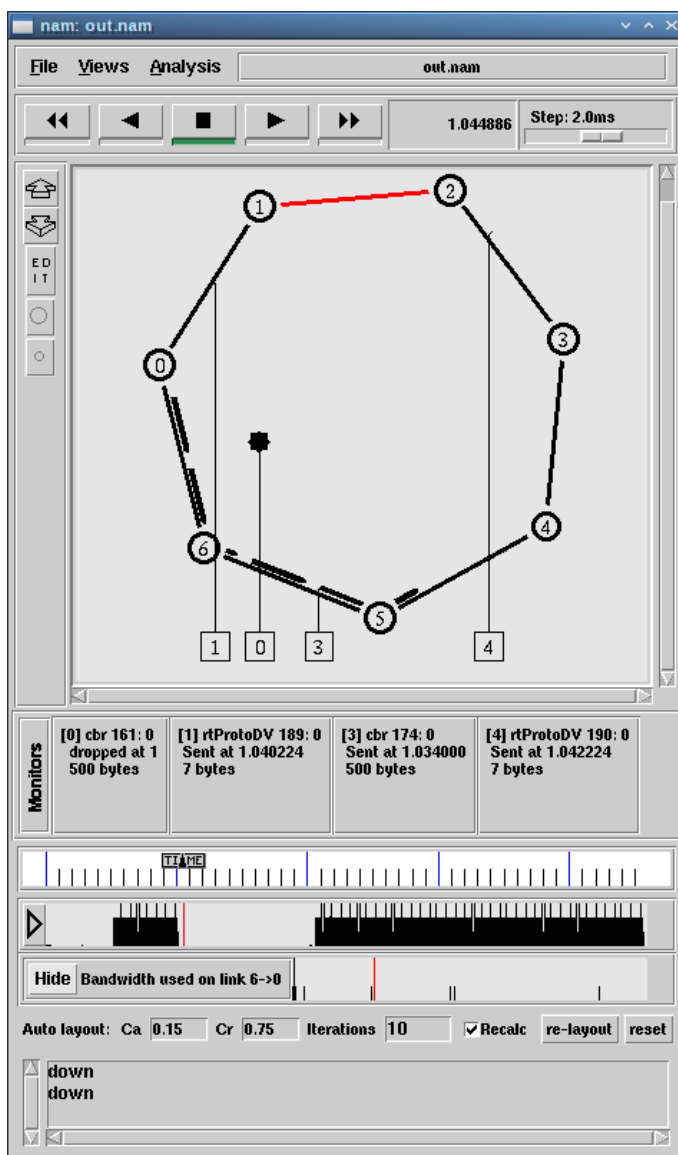 nam: out.nam
File Views Analysis out.nam
1.044886 Step: 2.0ms
ED
IT
1
2
0
3
6
4
5
1 0 3 4
Monitors
[0] cbr 161: 0
dropped at 1
500 bytes
[1] rtProtoDV 189: 0
Sent at 1.040224
7 bytes
[3] cbr 174: 0
Sent at 1.034000
500 bytes
[4] rtProtoDV 190: 0
Sent at 1.042224
7 bytes
TIME
Hide Bandwidth used on link 6->0
Auto layout: Ca 0.15 Cr 0.75 Iterations 10 Recalc re-layout reset
down
down